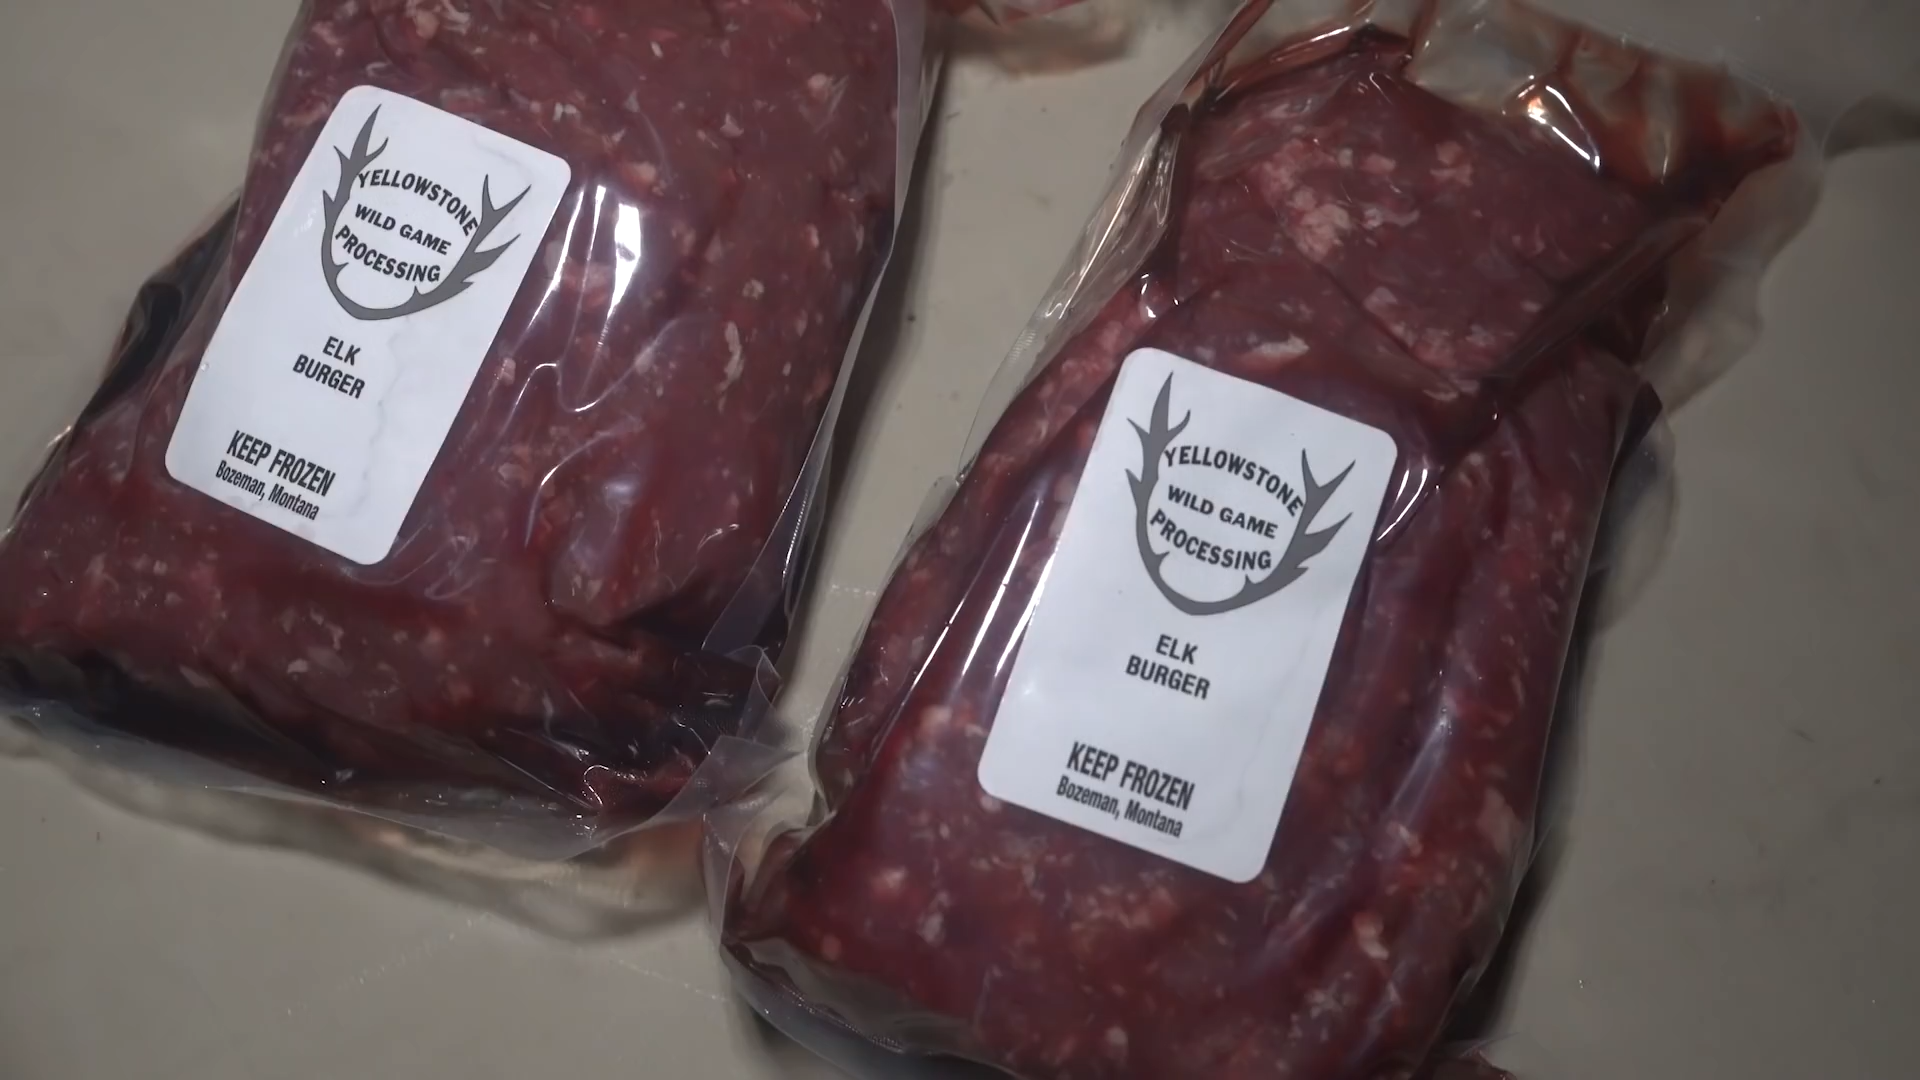 YELLOWSTONE
WILD GAME
PROCESSING
ELK
BURGER
KEEP FROZEN
Bozeman, Montana
YELLOWSTONE
WILD GAME
PROCESSING
ELK
BURGER
KEEP FROZEN
Bozeman, Montana